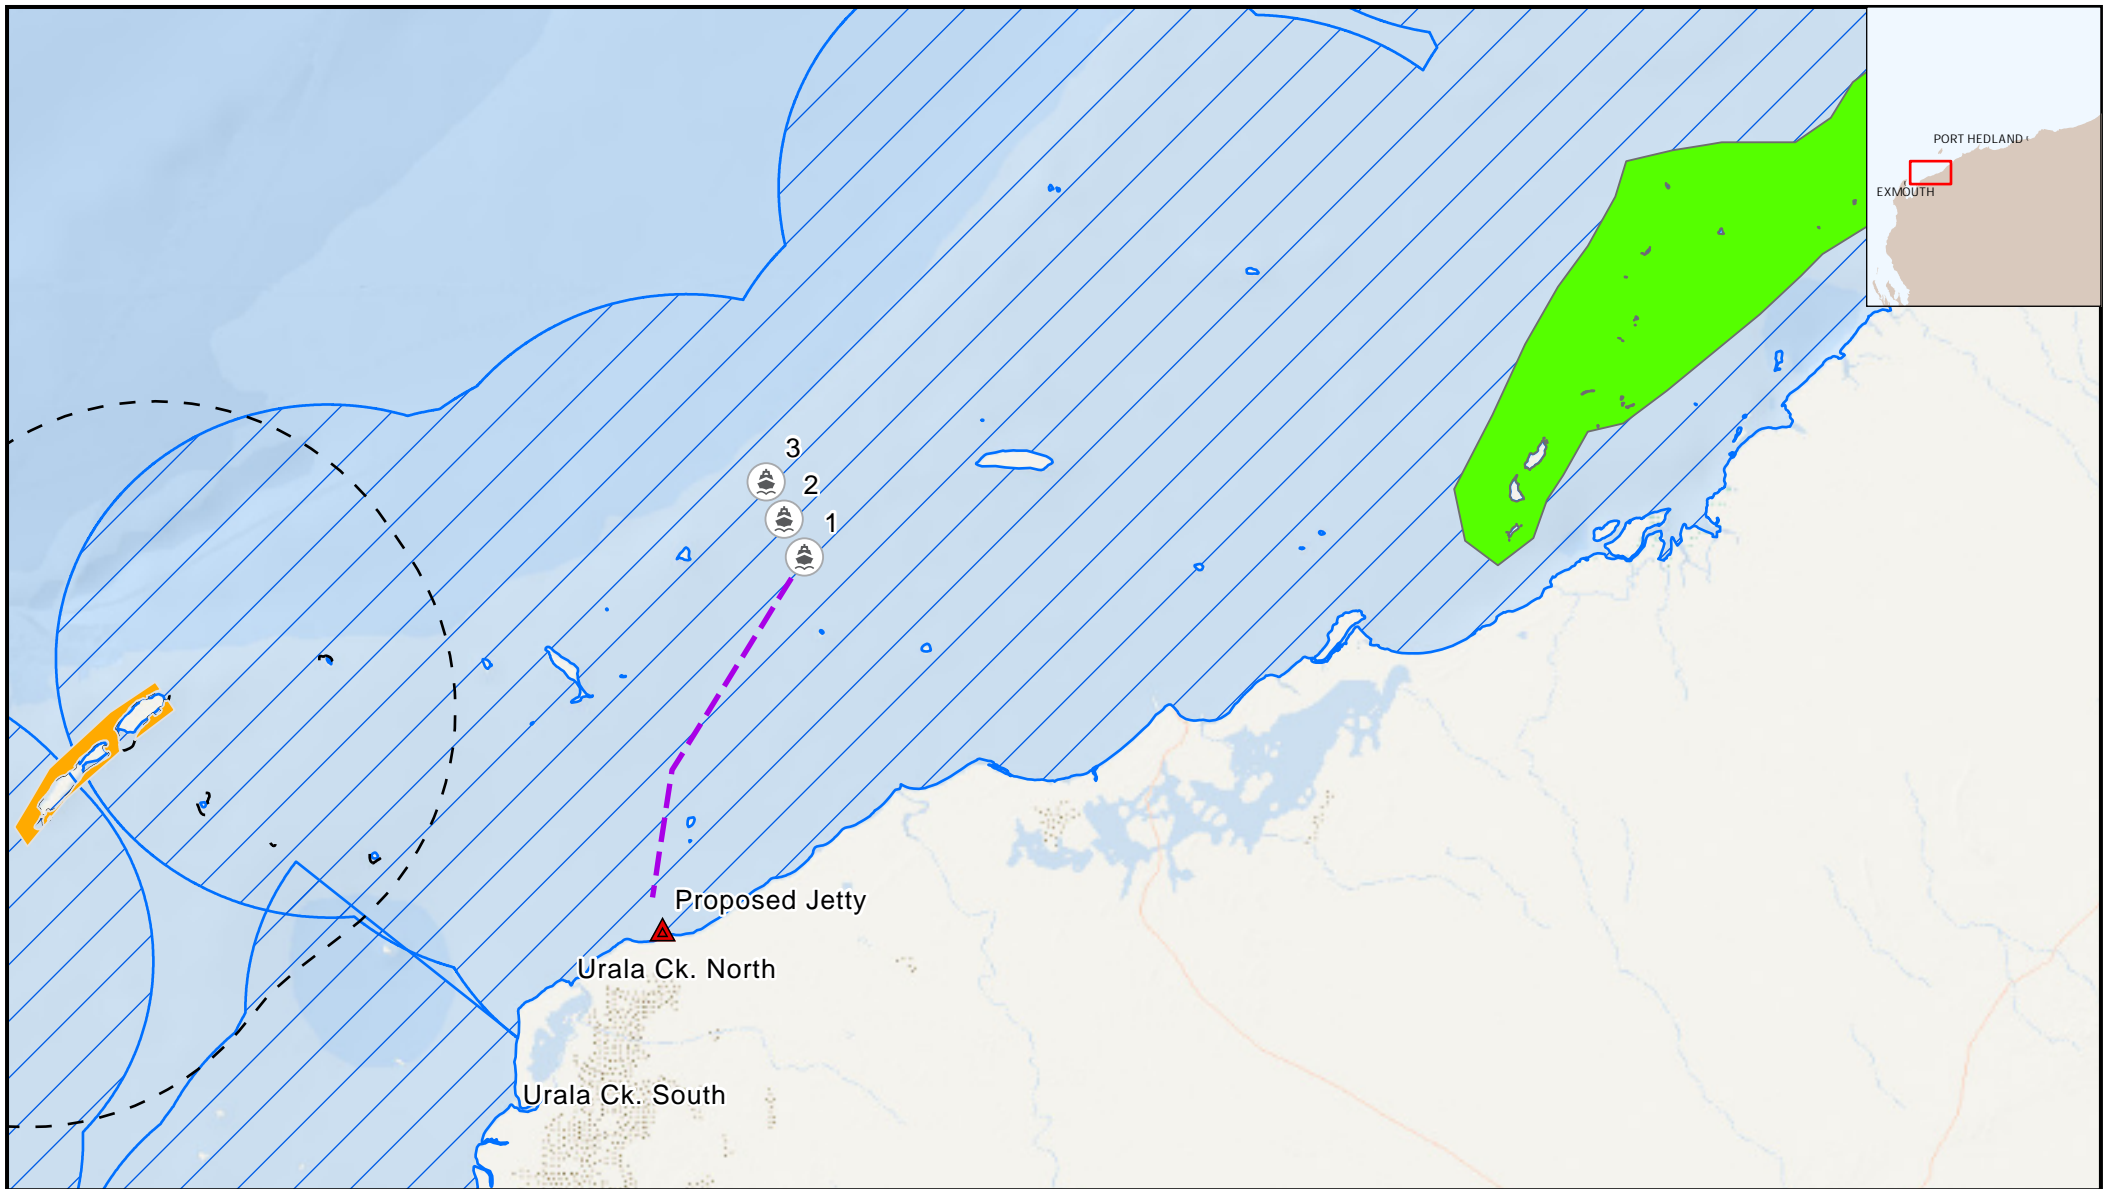 PORT HEDLAND
EXMOUTH
3
2
1
Proposed Jetty
Urala Ck. North
Urala Ck. South